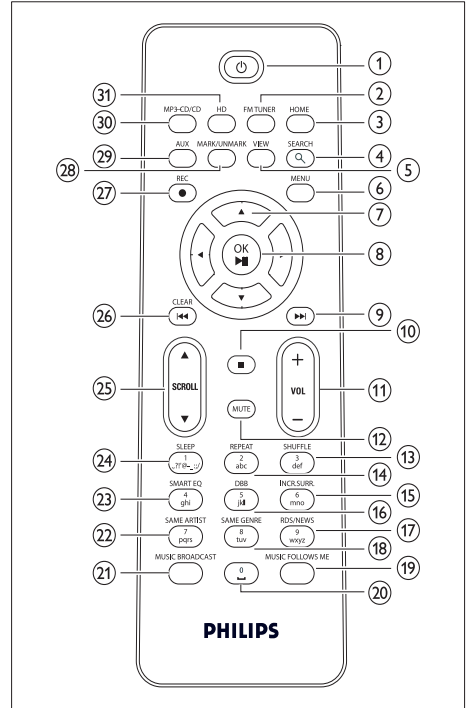 1
31
2
MP3-CD/CD HD FM TUNER HOME
30
3
AUX MARK/UNMARK VIEW SEARCH
29
4
28
5
REC MENU
27
6
7
OK
8
CLEAR
26
9
10
25
SCROLL
+
VOL
−
11
MUTE
12
SLEEP REPEAT SHUFFLE
24
1 2 3
.,?!'@-_:;/ abc def
13
14
SMART EQ DBB INCR.SURR.
23
4 5 6
ghi jkl mno
15
16
SAME ARTIST SAME GENRE RDS/NEWS
22
7 8 9
pqrs tuv wxyz
17
18
MUSIC BROADCAST MUSIC FOLLOWS ME
21
0
19
20
PHILIPS